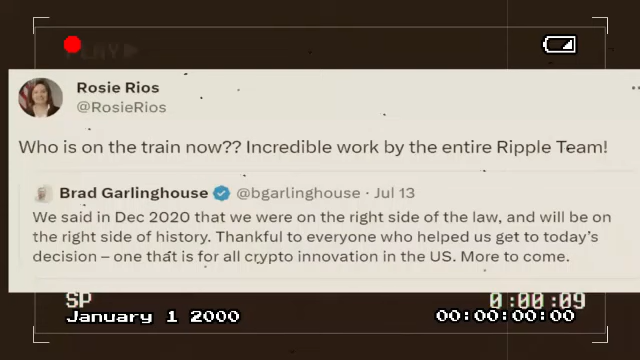 PLAY
Rosie Rios
@RosieRios
Who is on the train now?? Incredible work by the entire Ripple Team!
Brad Garlinghouse @bgarlinghouse · Jul 13
We said in Dec 2020 that we were on the right side of the law, and will be on
the right side of history. Thankful to everyone who helped us get to today's
decision – one that is for all crypto innovation in the US. More to come.
SP 0:00:09
January 1 2000 00:00:00:00